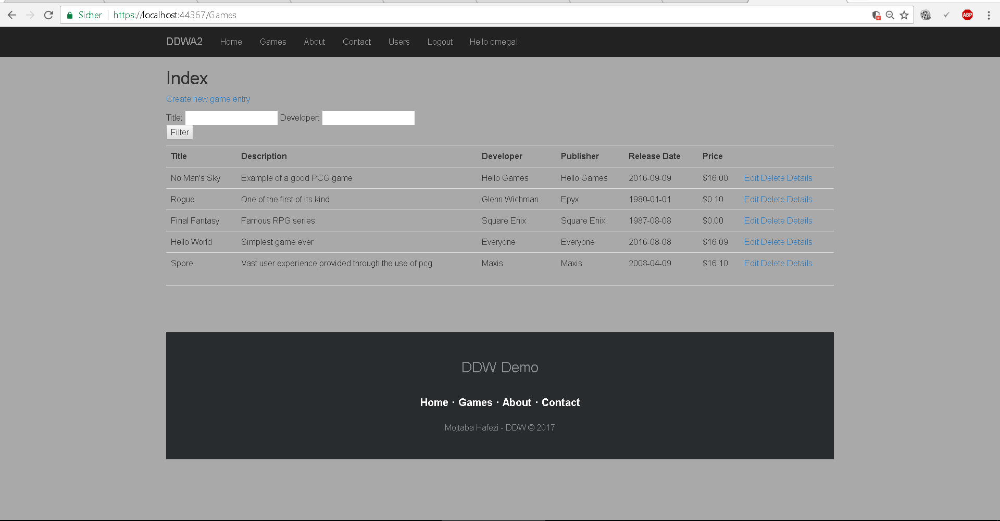 Sicher https://localhost:44367/Games
ABP
DDWA2 Home Games About Contact Users Logout Hello omega!
Index
Create new game entry
Title: Developer:
Filter
Title Description Developer Publisher Release Date Price
No Man's Sky Example of a good PCG game Hello Games Hello Games 2016-09-09 $16.00 Edit Delete Details
Rogue One of the first of its kind Glenn Wichman Epyx 1980-01-01 $0.10 Edit Delete Details
Final Fantasy Famous RPG series Square Enix Square Enix 1987-08-08 $0.00 Edit Delete Details
Hello World Simplest game ever Everyone Everyone 2016-08-08 $16.09 Edit Delete Details
Spore Vast user experience provided through the use of pcg Maxis Maxis 2008-04-09 $16.10 Edit Delete Details
DDW Demo
Home · Games · About · Contact
Mojtaba Hafezi - DDW © 2017